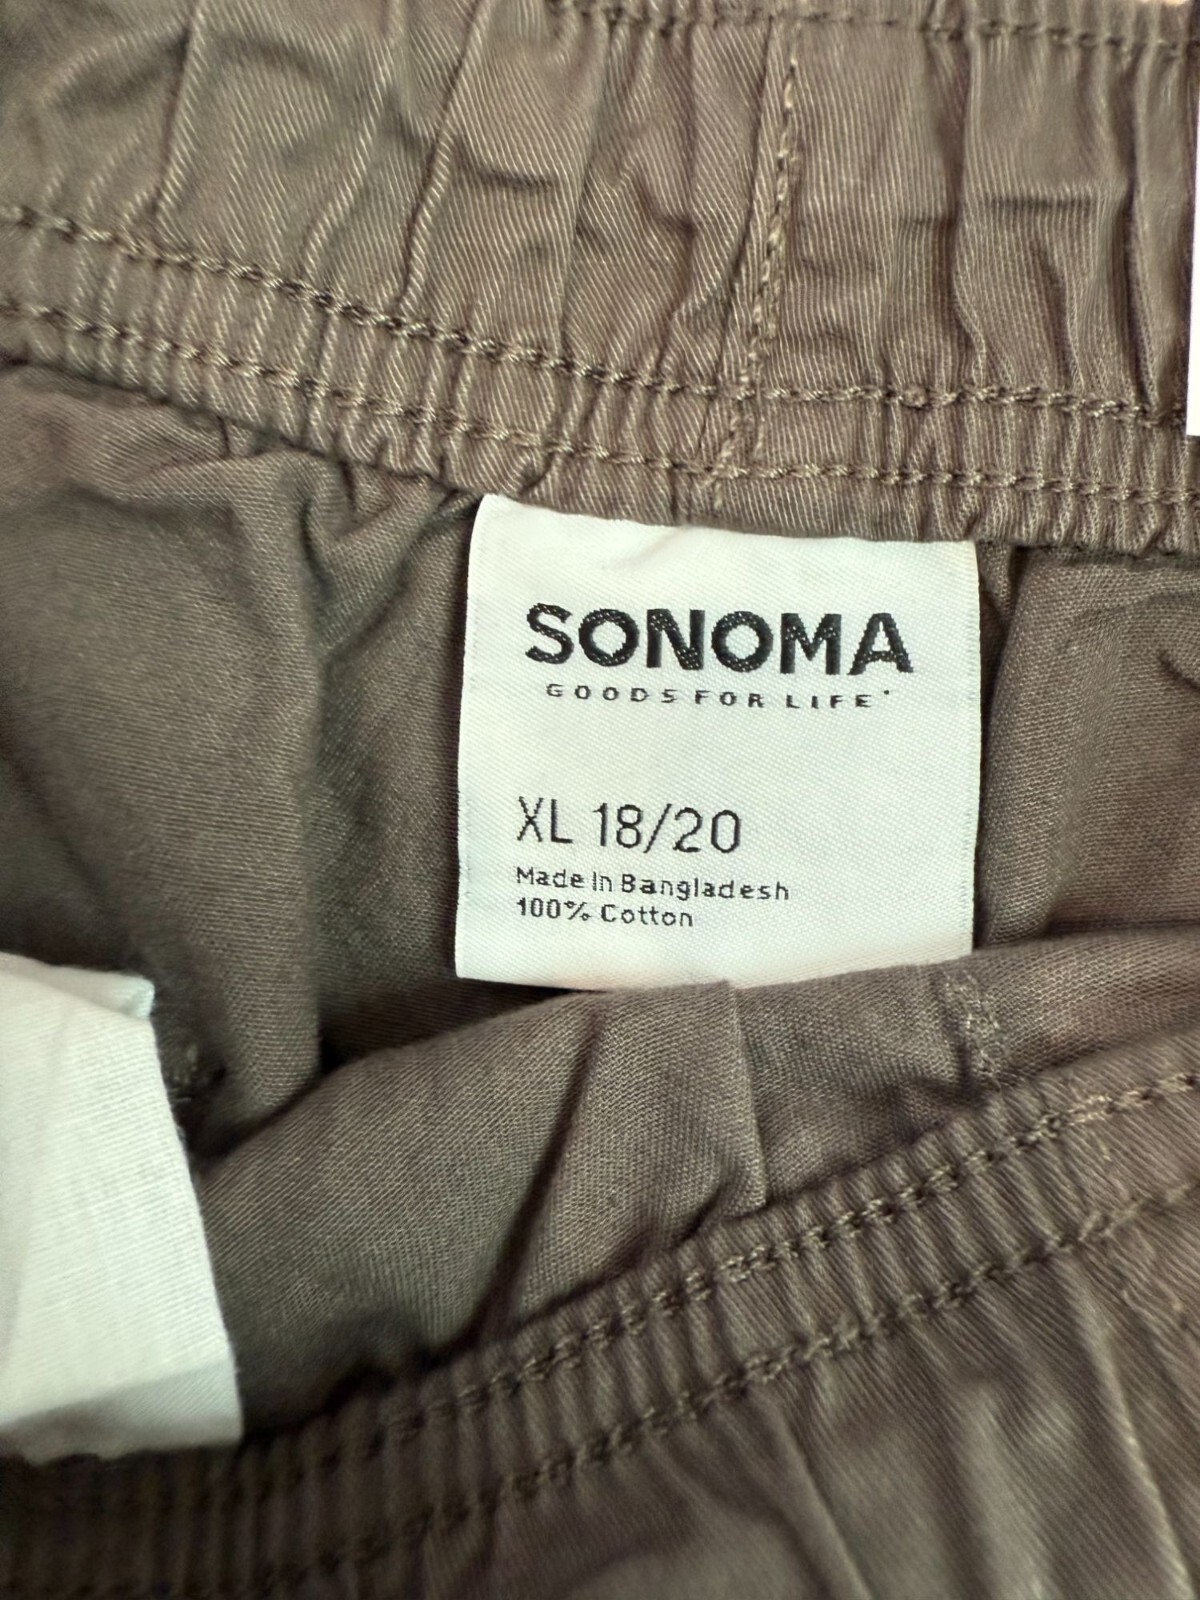 SONOMA
GOODS FOR LIFE
XL 18/20
Made In Bangladesh
100% Cotton